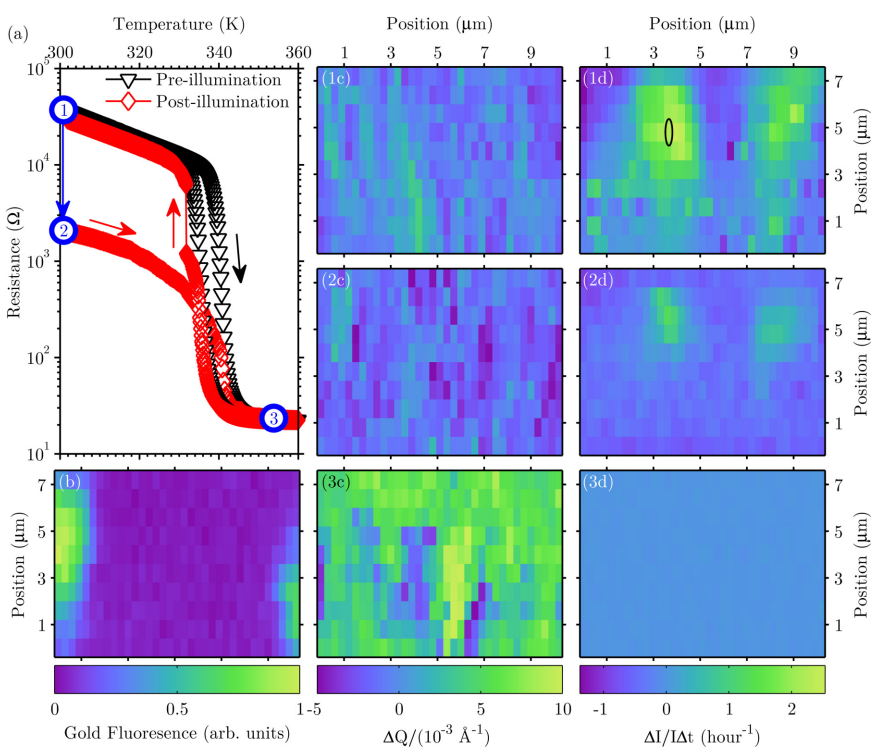 (a)
Temperature (K)
300 320 340 360
Position (μm)
1 3 5 7 9
Position (μm)
1 3 5 7 9
10^5
10^4
10^3
10^2
10^1
Resistance (Ω)
Pre-illumination
Post-illumination
1
2
3
(1c)
(1d)
7
5
3
1
Position (μm)
(2c)
(2d)
7
5
3
1
Position (μm)
(b)
7
5
3
1
Position (μm)
(3c)
(3d)
7
5
3
1
Position (μm)
0 0.5 1
Gold Fluoresence (arb. units)
-5 0 5 10
ΔQ/(10^-3 Å^-1)
-1 0 1 2
ΔI/IΔt (hour^-1)